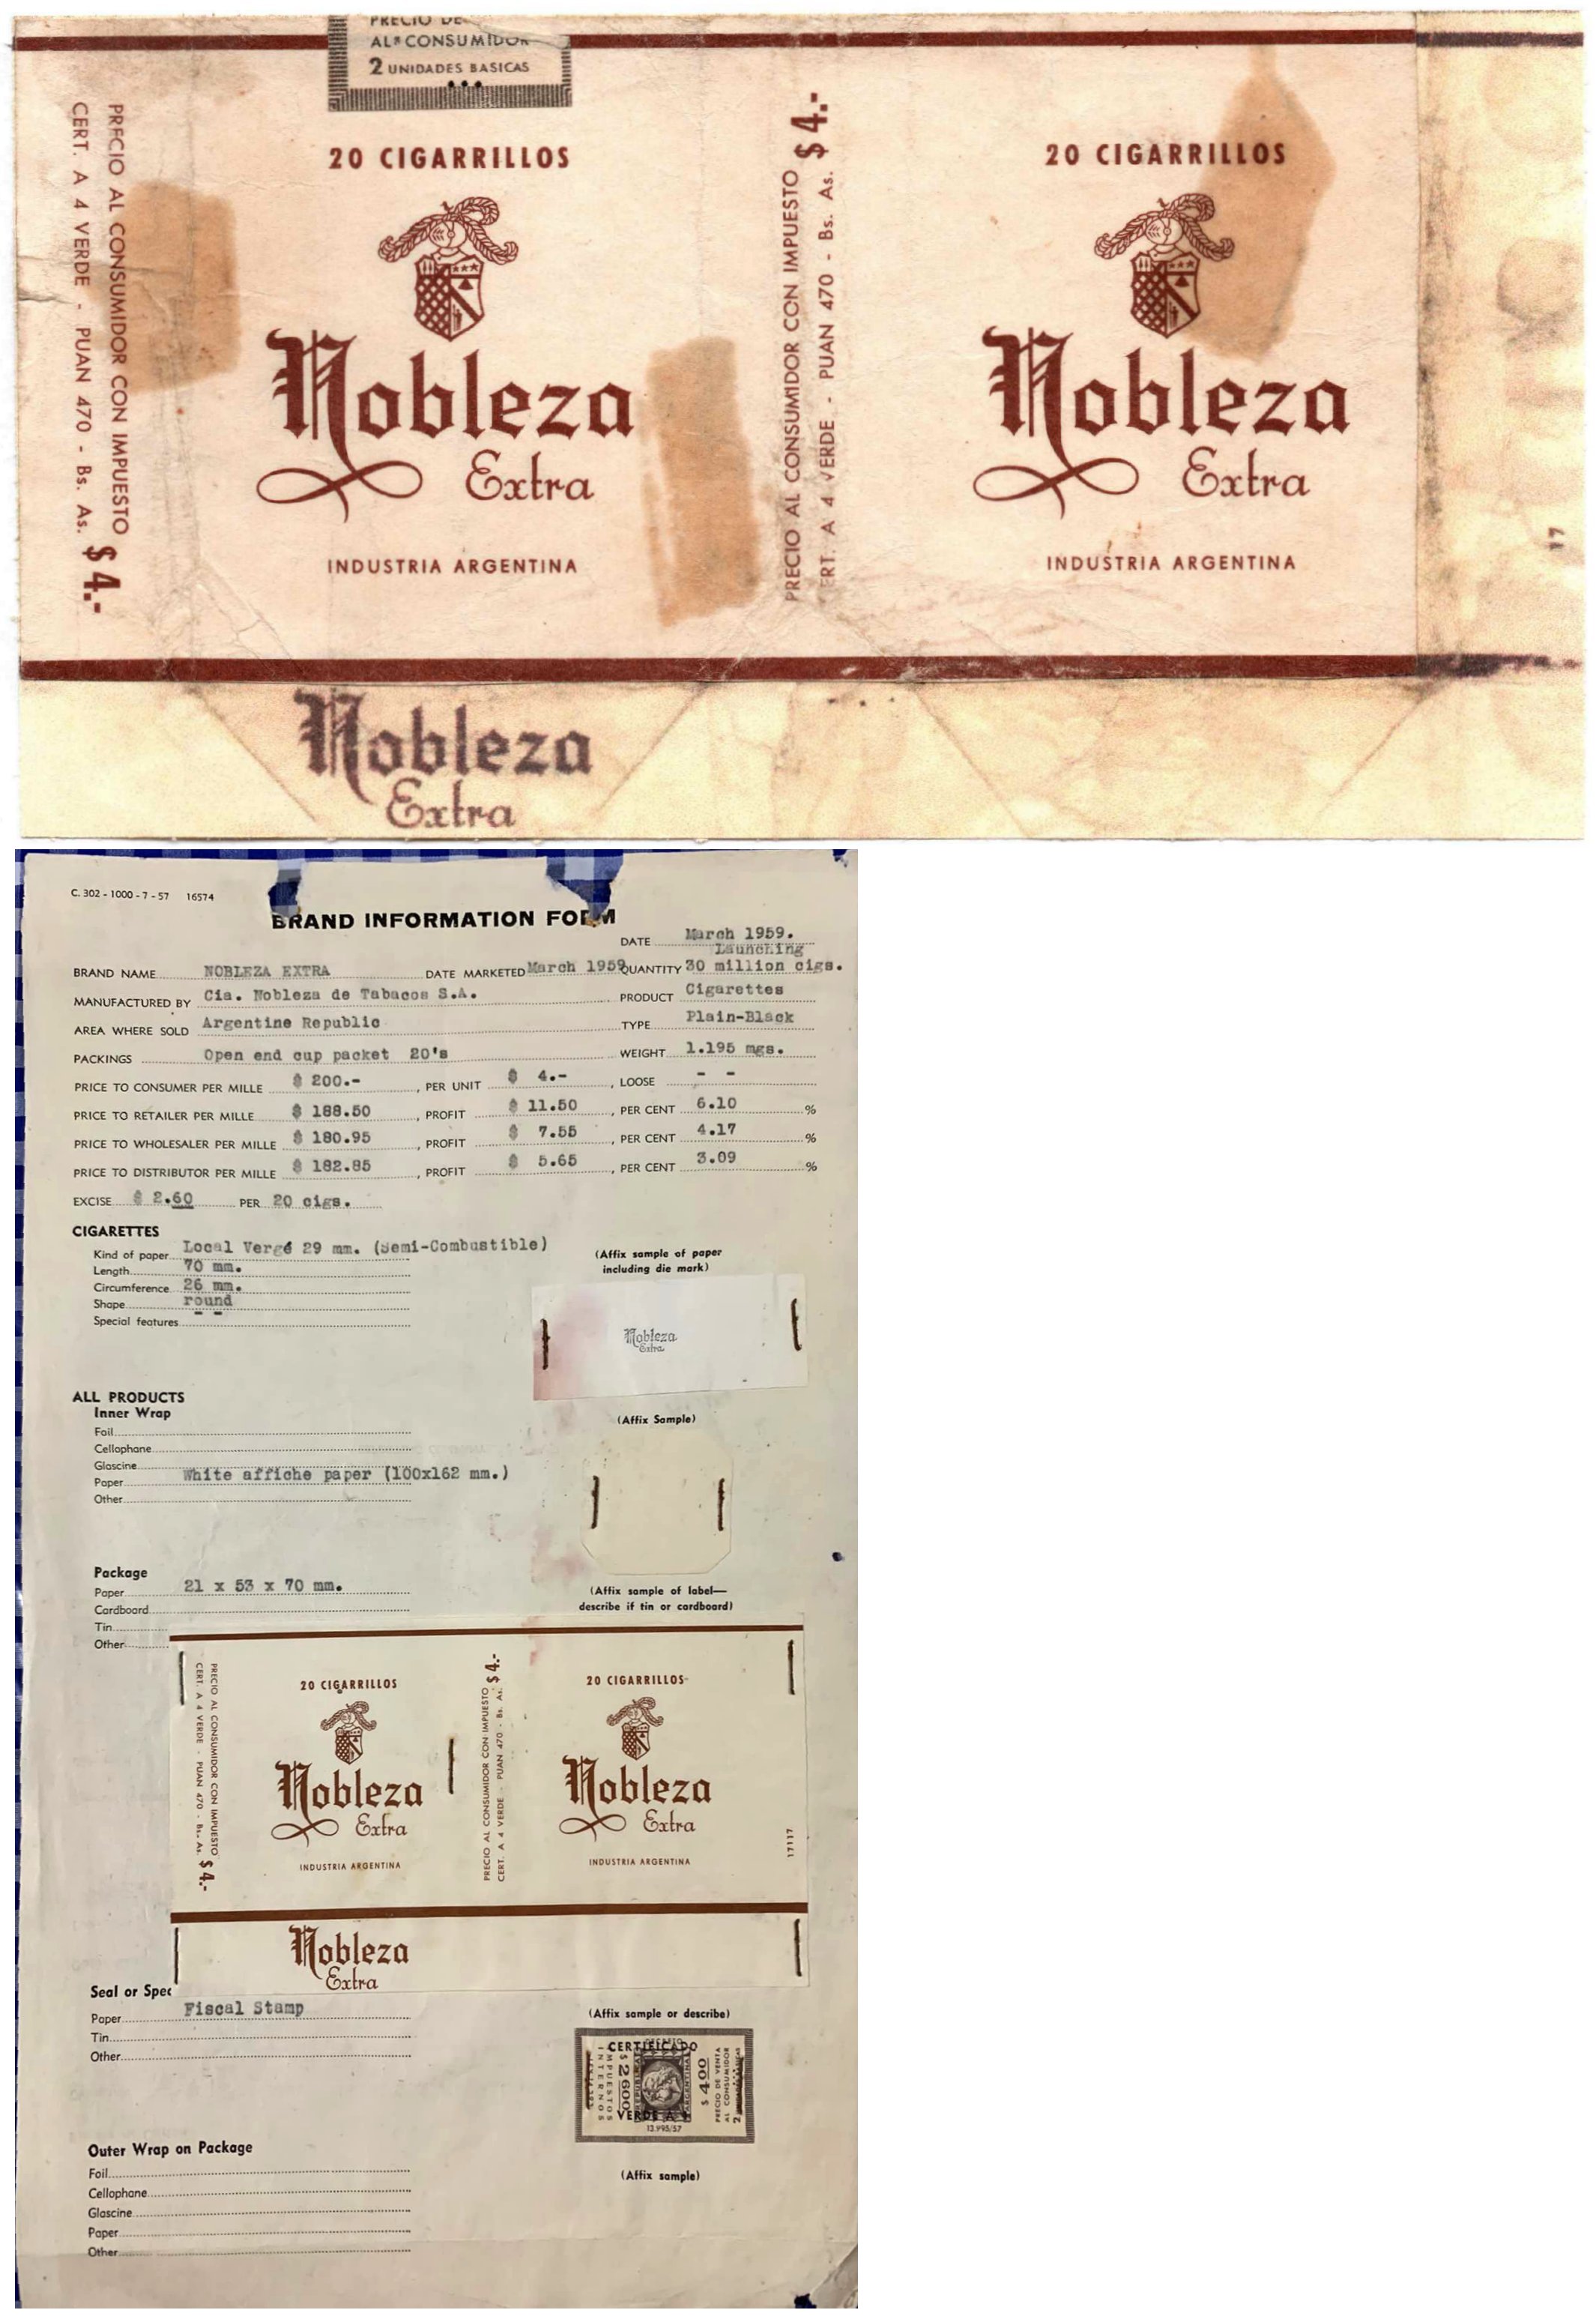 PRECIO DE
AL CONSUMIDOR
2 UNIDADES BASICAS
PRECIO AL CONSUMIDOR CON IMPUESTO $ 4.-
CERT. A 4 VERDE - PUAN 470 - Bs. As.
20 CIGARRILLOS
Nobleza
Extra
INDUSTRIA ARGENTINA
PRECIO AL CONSUMIDOR CON IMPUESTO $ 4.-
ERT. A 4 VERDE - PUAN 470 - Bs. As.
20 CIGARRILLOS
Nobleza
Extra
INDUSTRIA ARGENTINA
17
Nobleza
Extra
C. 302 - 1000 - 7 - 57 16574
BRAND INFORMATION FORM
DATE March 1959.
Launching
BRAND NAME NOBLEZA EXTRA DATE MARKETED March 1959 QUANTITY 30 million cigs.
MANUFACTURED BY Cia. Nobleza de Tabacos S.A. PRODUCT Cigarettes
AREA WHERE SOLD Argentine Republic TYPE Plain-Black
PACKINGS Open end cup packet 20's WEIGHT 1.195 mgs.
PRICE TO CONSUMER PER MILLE $ 200.- , PER UNIT $ 4.- , LOOSE - -
PRICE TO RETAILER PER MILLE $ 188.50 , PROFIT $ 11.50 , PER CENT 6.10 %
PRICE TO WHOLESALER PER MILLE $ 180.95 , PROFIT $ 7.55 , PER CENT 4.17 %
PRICE TO DISTRIBUTOR PER MILLE $ 182.85 , PROFIT $ 5.65 , PER CENT 3.09 %
EXCISE $ 2.60 PER 20 cigs.
CIGARETTES
Kind of paper Local Vergé 29 mm. (Semi-Combustible)
Length 70 mm.
Circumference 26 mm.
Shape round
Special features - -
(Affix sample of paper
including die mark)
Nobleza
Extra
ALL PRODUCTS
Inner Wrap
Foil
Cellophane
Glascine
Paper White affiche paper (100x162 mm.)
Other
(Affix Sample)
Package
Paper 21 x 53 x 70 mm.
Cardboard
Tin
Other
(Affix sample of label—
describe if tin or cardboard)
PRECIO AL CONSUMIDOR CON IMPUESTO $ 4.-
CERT. A 4 VERDE - PUAN 470 - Bs. As.
20 CIGARRILLOS
Nobleza
Extra
INDUSTRIA ARGENTINA
PRECIO AL CONSUMIDOR CON IMPUESTO $ 4.-
CERT. A 4 VERDE - PUAN 470 - Bs. As.
20 CIGARRILLOS
Nobleza
Extra
INDUSTRIA ARGENTINA
17117
Nobleza
Extra
Seal or Spec
Paper Fiscal Stamp
Tin
Other
(Affix sample or describe)
CERTIFICADO
IMPUESTOS
INTERNOS
$ 2600
REPUBLICA
ARGENTINA
$ 4.00
PRECIO DE VENTA
AL CONSUMIDOR
2
VERDE A 4
13.995/57
Outer Wrap on Package
Foil
Cellophane
Glascine
Paper
Other
(Affix sample)